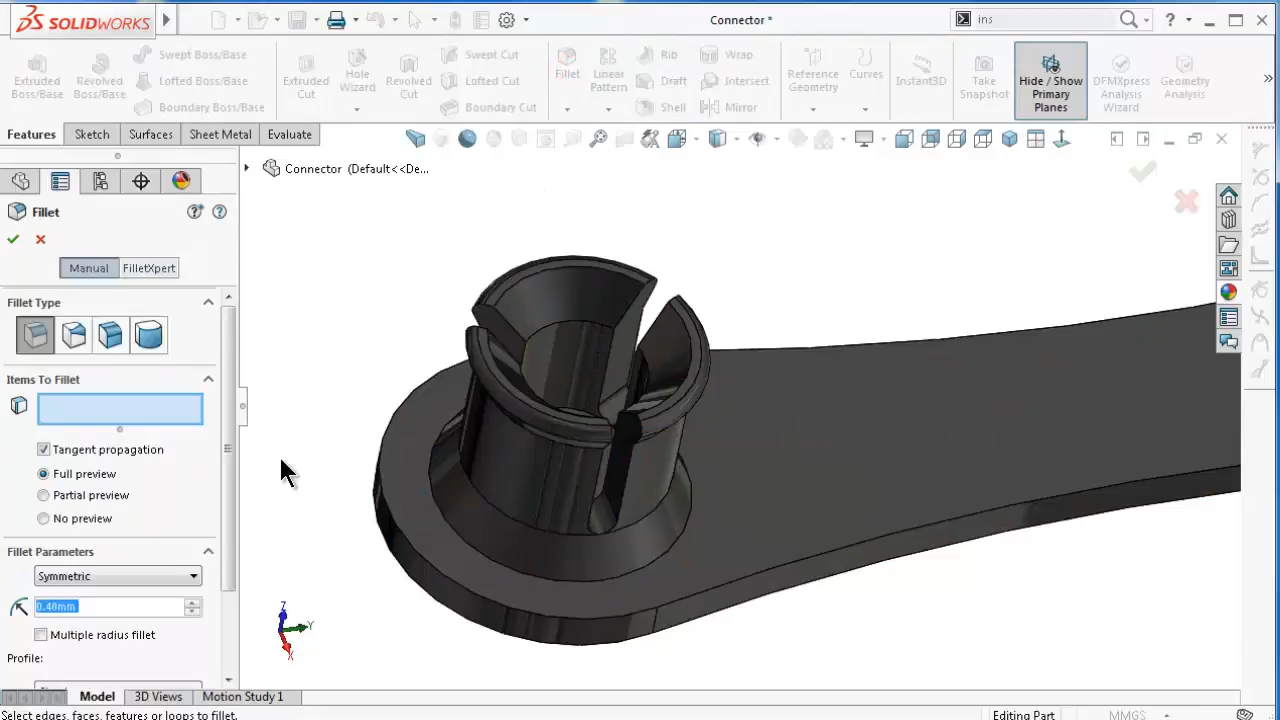 SOLIDWORKS
Connector *
ins
?
Extruded Boss/Base
Revolved Boss/Base
Swept Boss/Base
Lofted Boss/Base
Boundary Boss/Base
Extruded Cut
Hole Wizard
Revolved Cut
Swept Cut
Lofted Cut
Boundary Cut
Fillet
Linear Pattern
Rib
Draft
Shell
Wrap
Intersect
Mirror
Reference Geometry
Curves
Instant3D
Take Snapshot
Hide / Show Primary Planes
DFMXpress Analysis Wizard
Geometry Analysis
Features
Sketch
Surfaces
Sheet Metal
Evaluate
Connector (Default<<De...
Fillet
Manual
FilletXpert
Fillet Type
Items To Fillet
Tangent propagation
Full preview
Partial preview
No preview
Fillet Parameters
Symmetric
0.40mm
Multiple radius fillet
Profile:
Z
Y
X
Model
3D Views
Motion Study 1
Select edges, faces, features or loops to fillet.
Editing Part
MMGS